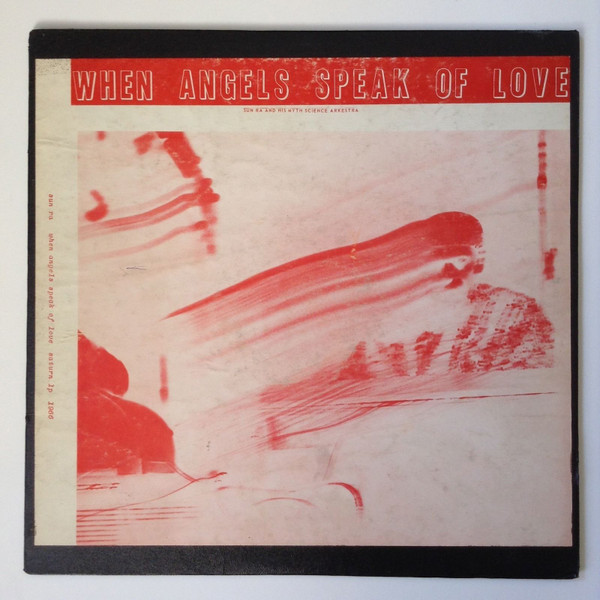 WHEN ANGELS SPEAK OF LOVE
SUN RA AND HIS MYTH SCIENCE ARKESTRA
sun ra when angels speak of love saturn lp 1966